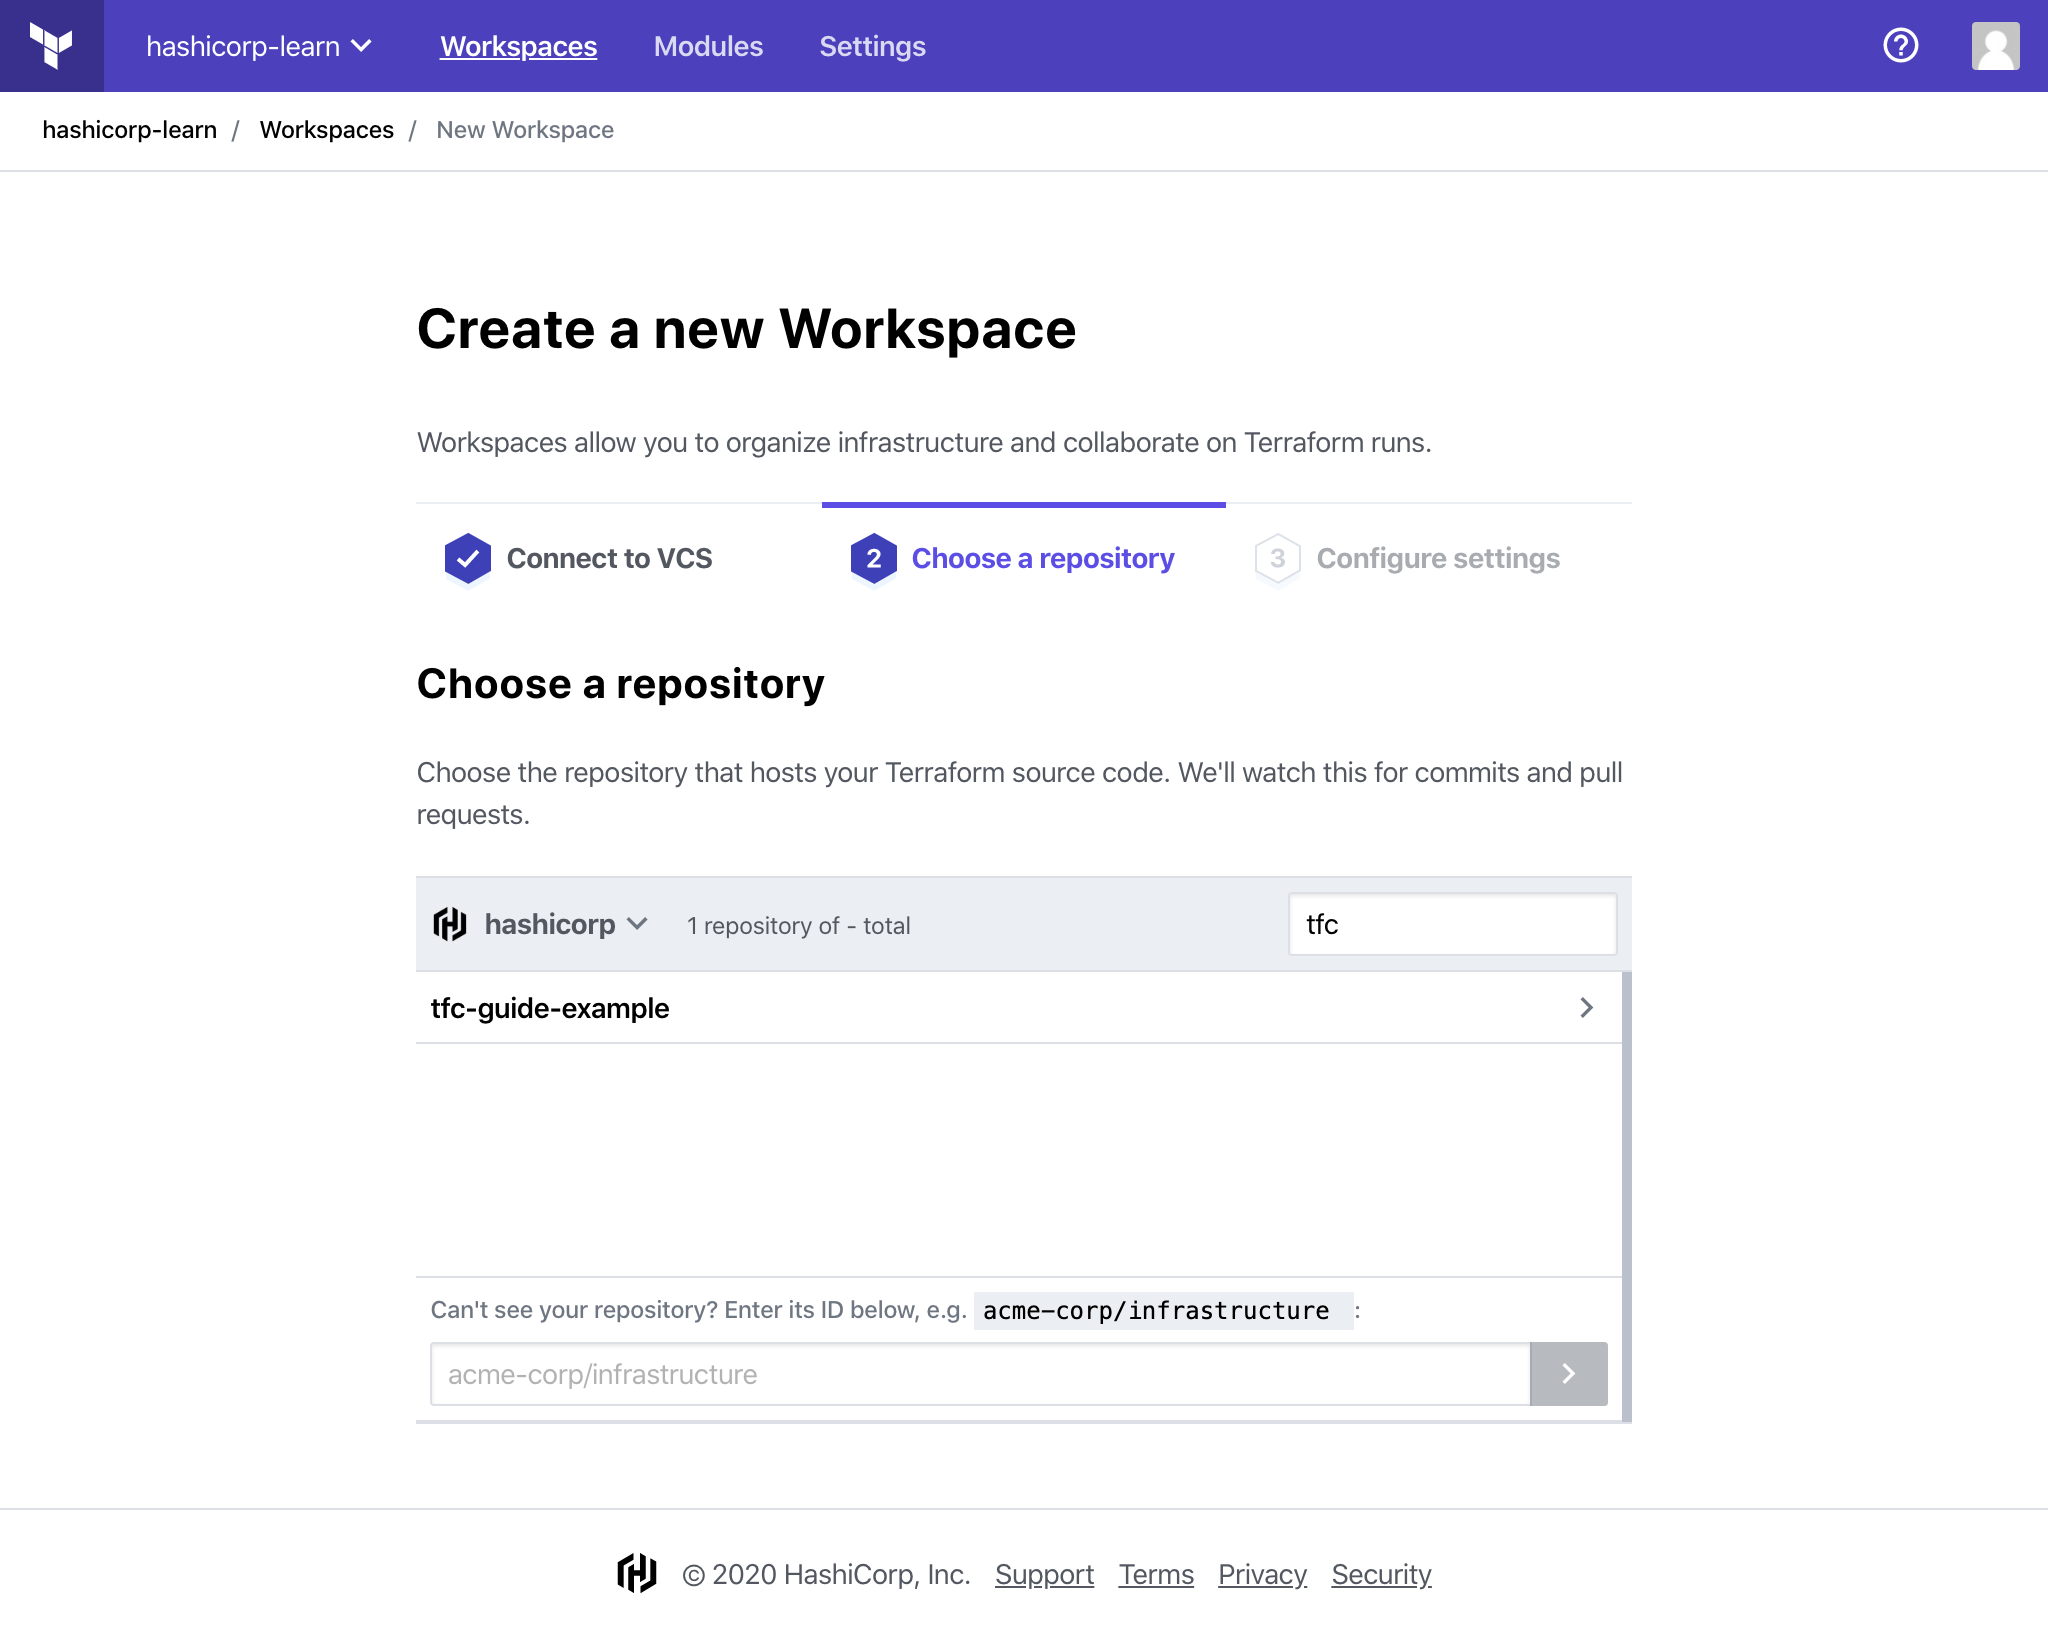 hashicorp-learn Workspaces Modules Settings
hashicorp-learn / Workspaces / New Workspace
Create a new Workspace
Workspaces allow you to organize infrastructure and collaborate on Terraform runs.
Connect to VCS
2 Choose a repository
3 Configure settings
Choose a repository
Choose the repository that hosts your Terraform source code. We'll watch this for commits and pull
requests.
hashicorp 1 repository of - total tfc
tfc-guide-example
Can't see your repository? Enter its ID below, e.g. acme-corp/infrastructure :
acme-corp/infrastructure
© 2020 HashiCorp, Inc. Support Terms Privacy Security